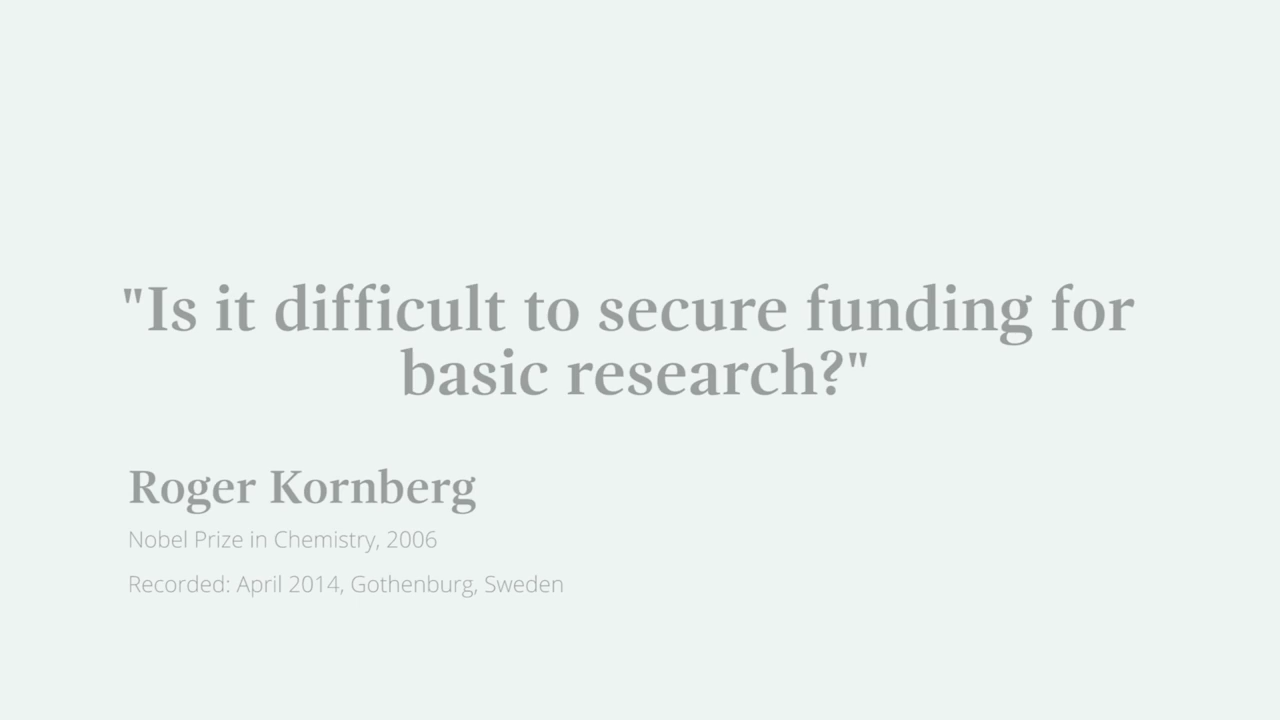 "Is it difficult to secure funding for
basic research?"
Roger Kornberg
Nobel Prize in Chemistry, 2006
Recorded: April 2014, Gothenburg, Sweden